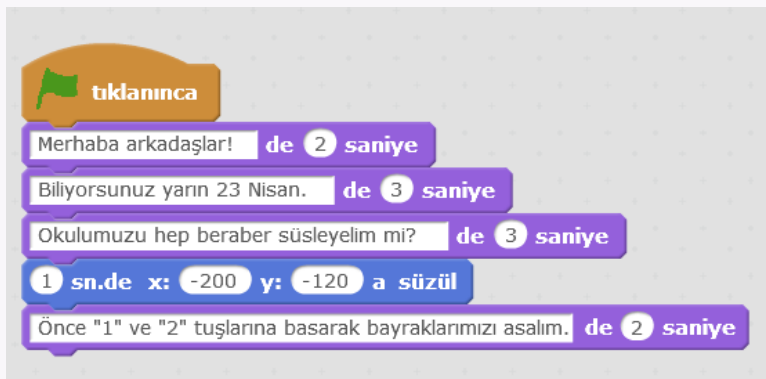 tıklanınca
Merhaba arkadaşlar! de 2 saniye
Biliyorsunuz yarın 23 Nisan. de 3 saniye
Okulumuzu hep beraber süsleyelim mi? de 3 saniye
1 sn.de x: -200 y: -120 a süzül
Önce "1" ve "2" tuşlarına basarak bayraklarımızı asalım. de 2 saniye